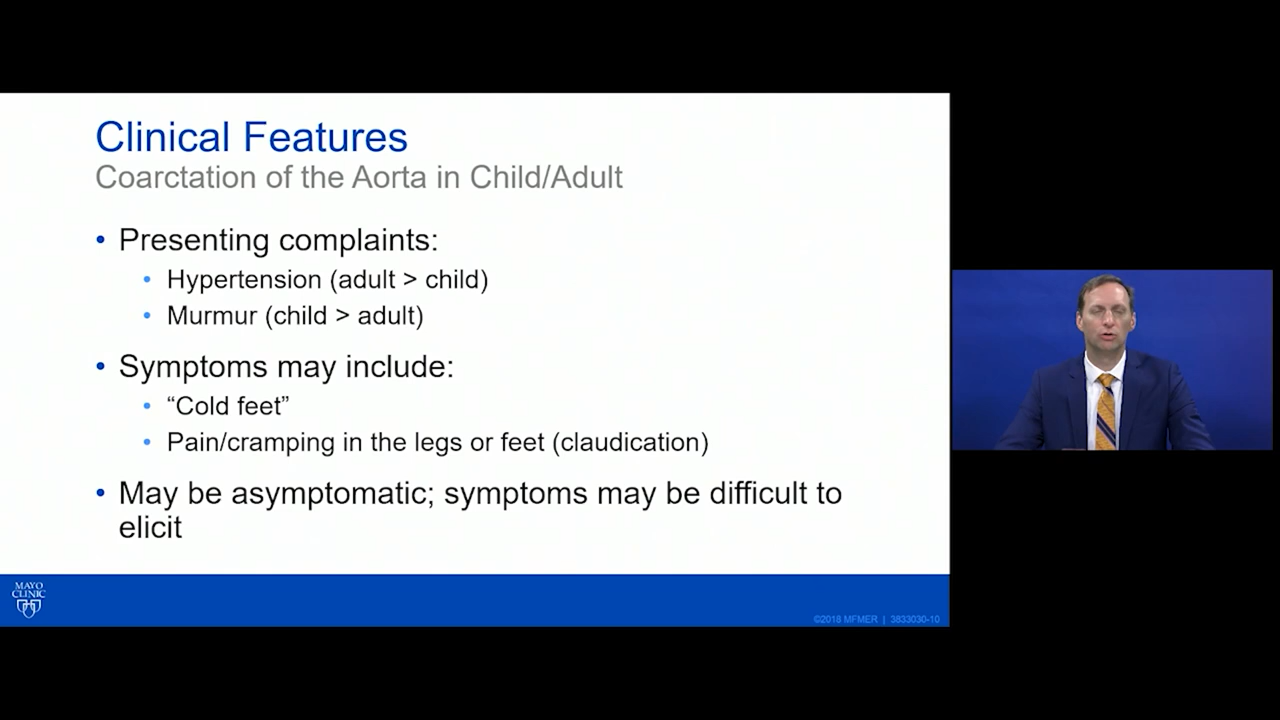 Clinical Features
Coarctation of the Aorta in Child/Adult
• Presenting complaints:
• Hypertension (adult > child)
• Murmur (child > adult)
• Symptoms may include:
• “Cold feet”
• Pain/cramping in the legs or feet (claudication)
• May be asymptomatic; symptoms may be difficult to
elicit
MAYO
CLINIC
©2018 MFMER | 3833030-10